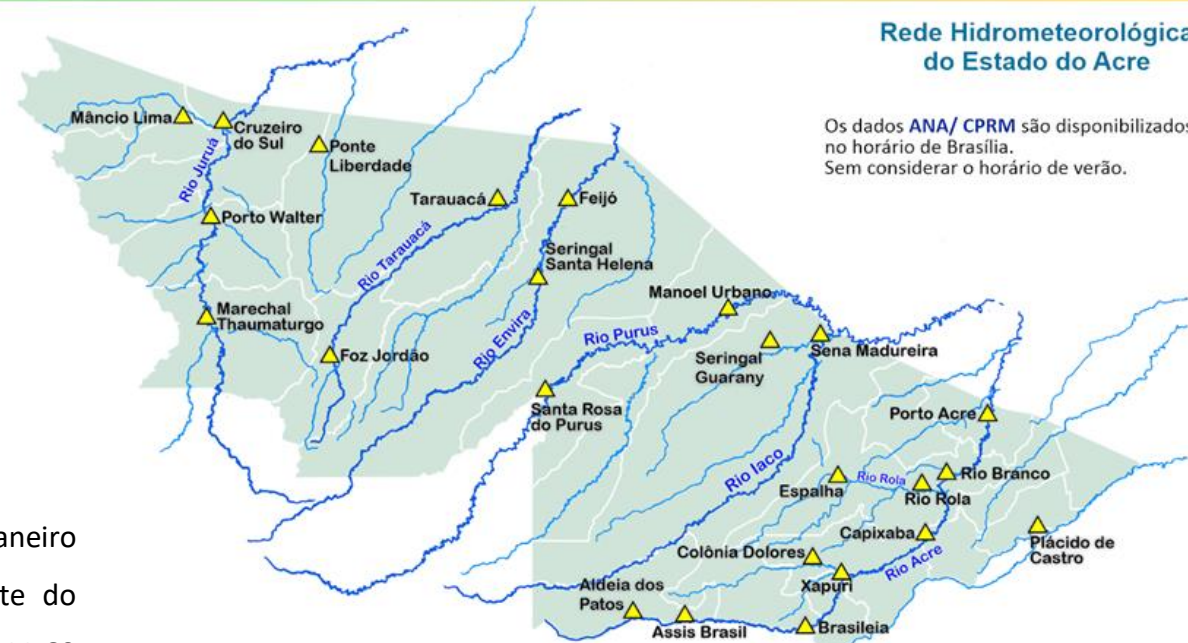 Rede Hidrometeorológica
do Estado do Acre
Os dados ANA/ CPRM são disponibilizados
no horário de Brasília.
Sem considerar o horário de verão.
Mâncio Lima
Cruzeiro
do Sul
Ponte
Liberdade
Rio Juruá
Porto Walter
Tarauacá
Feijó
Rio Tarauacá
Seringal
Santa Helena
Marechal
Thaumaturgo
Foz Jordão
Rio Envira
Manoel Urbano
Rio Purus
Seringal
Guarany
Sena Madureira
Santa Rosa
do Purus
Porto Acre
Rio Iaco
Espalha
Rio Rola
Rio Rola
Rio Branco
Capixaba
Plácido de
Castro
Colônia Dolores
Rio Acre
Xapuri
Aldeia dos
Patos
Assis Brasil
Brasileia
aneiro
te do